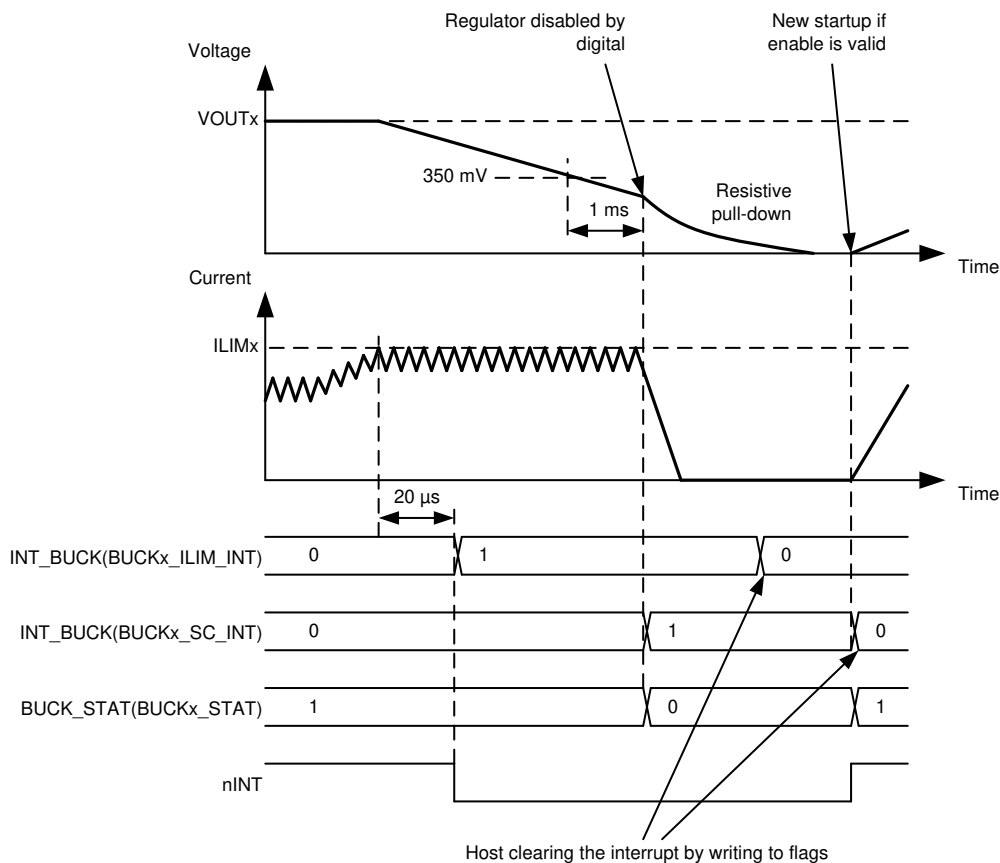 Regulator disabled by
digital
New startup if
enable is valid
Voltage
VOUTx
350 mV
1 ms
Resistive
pull-down
Time
Current
ILIMx
Time
20 µs
INT_BUCK(BUCKx_ILIM_INT)
0
1
0
INT_BUCK(BUCKx_SC_INT)
0
1
0
BUCK_STAT(BUCKx_STAT)
1
0
1
nINT
Host clearing the interrupt by writing to flags